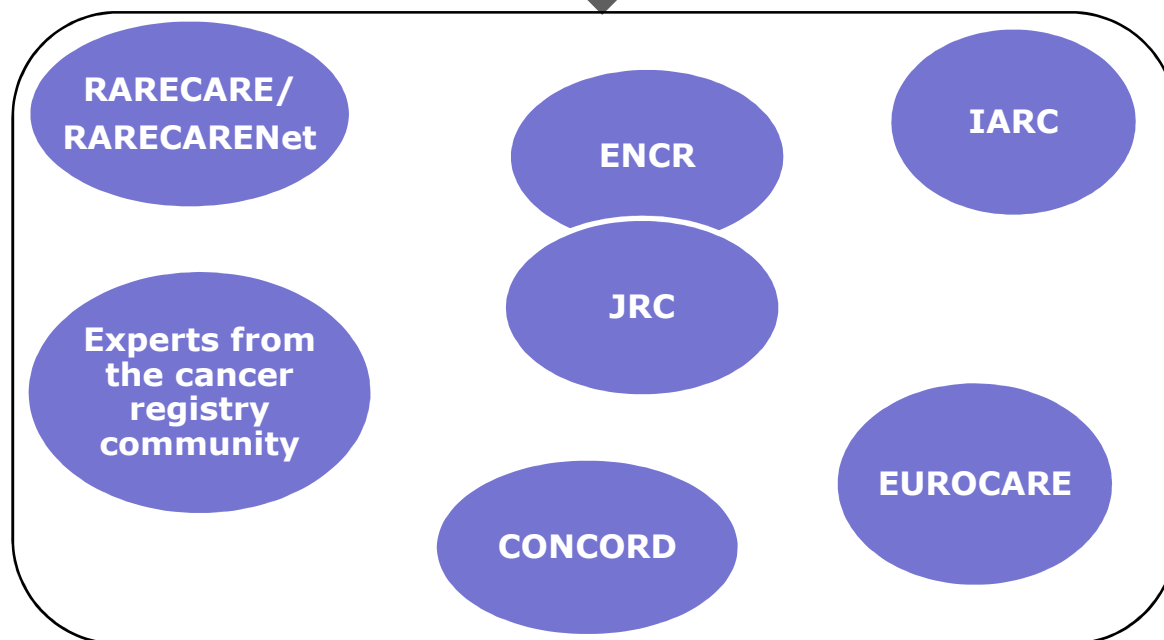 RARECARE/
RARECARENet
ENCR
IARC
JRC
Experts from
the cancer
registry
community
EUROCARE
CONCORD